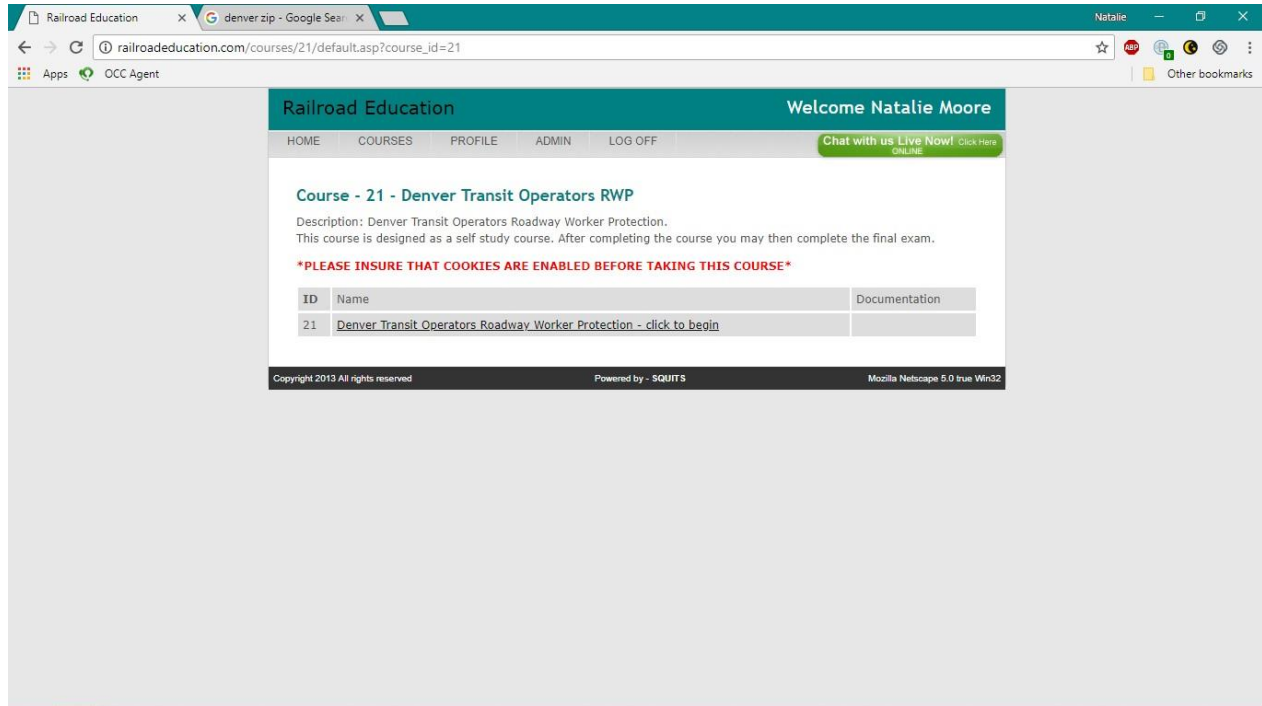 Railroad Education
denver zip - Google Sear
Natalie
railroadeducation.com/courses/21/default.asp?course_id=21
ABP
0
Apps
OCC Agent
Other bookmarks
Railroad Education
Welcome Natalie Moore
HOME COURSES PROFILE ADMIN LOG OFF
Chat with us Live Now! Click Here
ONLINE
Course - 21 - Denver Transit Operators RWP
Description: Denver Transit Operators Roadway Worker Protection.
This course is designed as a self study course. After completing the course you may then complete the final exam.
*PLEASE INSURE THAT COOKIES ARE ENABLED BEFORE TAKING THIS COURSE*
ID Name Documentation
21 Denver Transit Operators Roadway Worker Protection - click to begin
Copyright 2013 All rights reserved Powered by - SQUITS Mozilla Netscape 5.0 true Win32